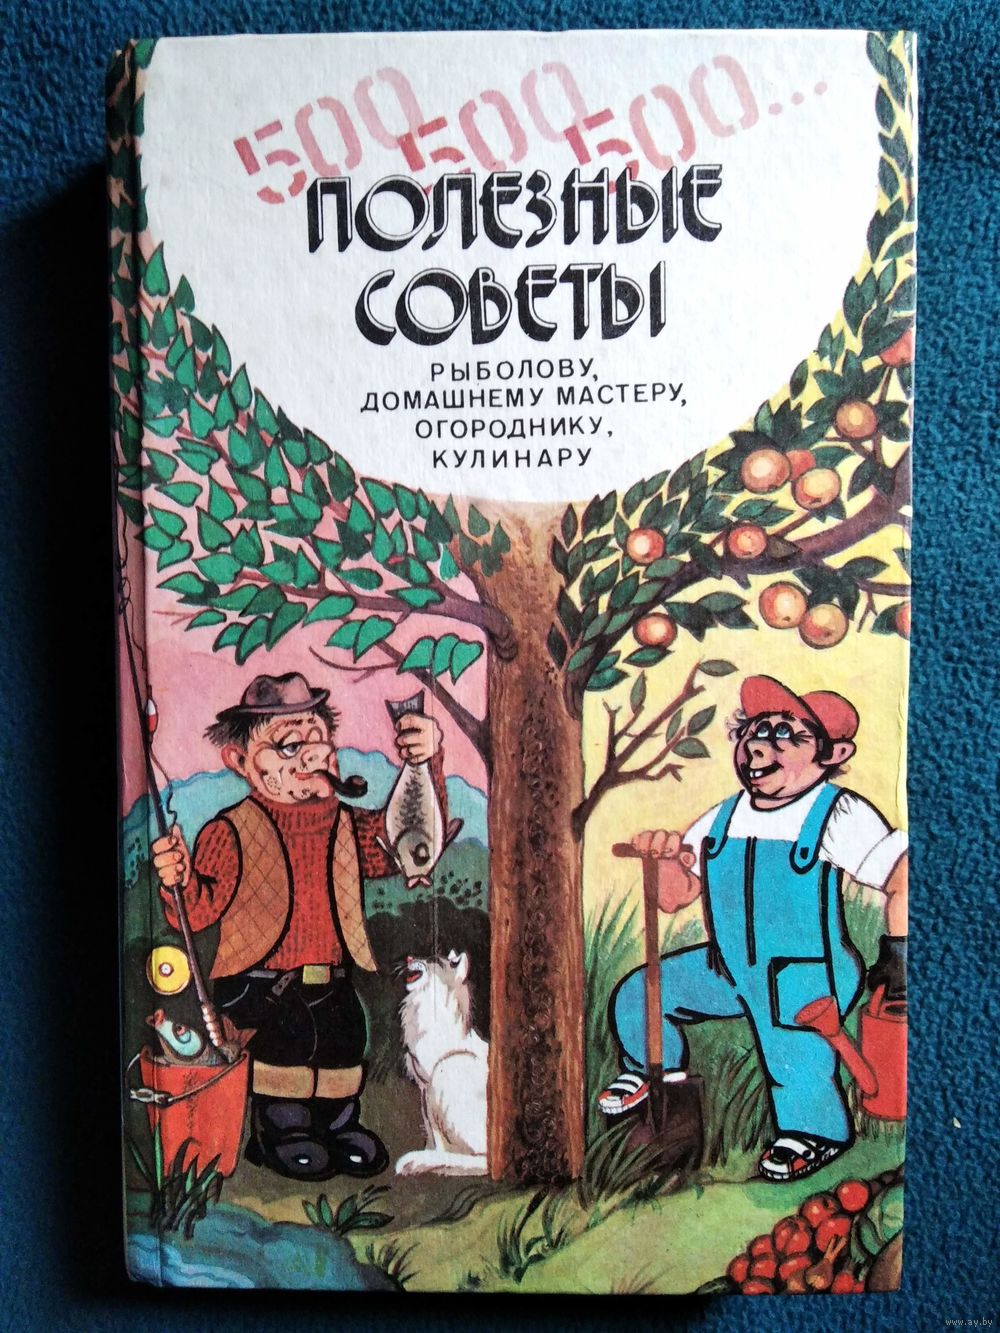 500 500 500...
ПОЛЕЗНЫЕ
СОВЕТЫ
РЫБОЛОВУ,
ДОМАШНЕМУ МАСТЕРУ,
ОГОРОДНИКУ,
КУЛИНАРУ
www.ay.by